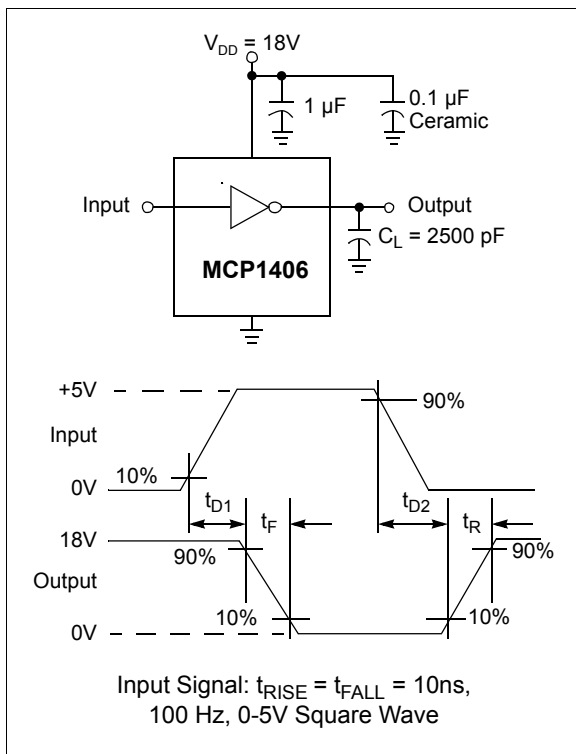 V_DD = 18V
1 µF
0.1 µF
Ceramic
Input
Output
C_L = 2500 pF
MCP1406
+5V
90%
Input
10%
0V
t_D1
t_F
t_D2
t_R
18V
90%
90%
Output
10%
10%
0V
Input Signal: t_RISE = t_FALL = 10ns,
100 Hz, 0-5V Square Wave